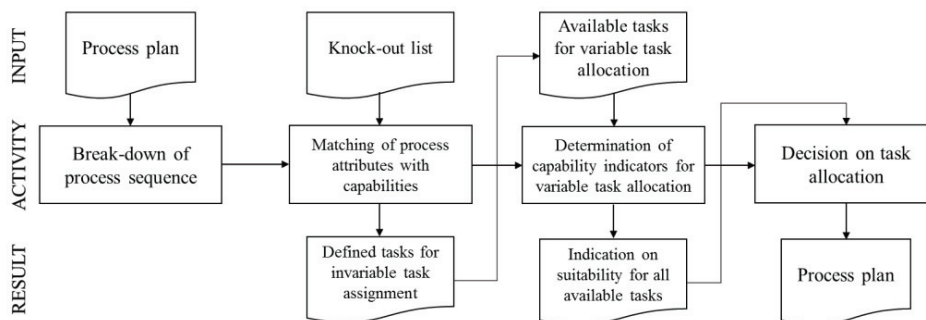 INPUT
Process plan
Knock-out list
Available tasks
for variable task
allocation
ACTIVITY
Break-down of
process sequence
Matching of process
attributes with
capabilities
Determination of
capability indicators for
variable task allocation
Decision on task
allocation
RESULT
Defined tasks for
invariable task
assignment
Indication on
suitability for all
available tasks
Process plan